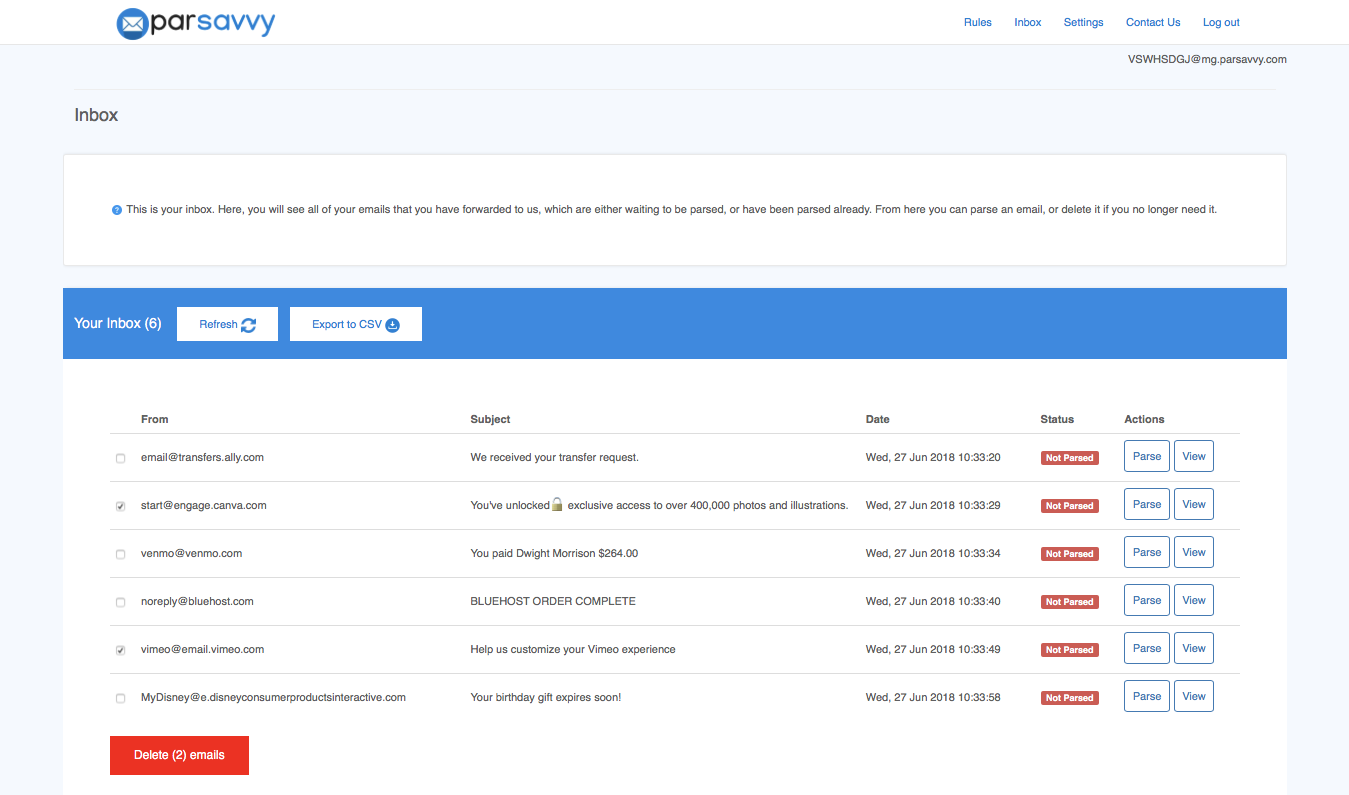 parsavvy
Rules Inbox Settings Contact Us Log out
VSWHSDGJ@mg.parsavvy.com
Inbox
? This is your inbox. Here, you will see all of your emails that you have forwarded to us, which are either waiting to be parsed, or have been parsed already. From here you can parse an email, or delete it if you no longer need it.
Your Inbox (6) Refresh Export to CSV
From Subject Date Status Actions
email@transfers.ally.com We received your transfer request. Wed, 27 Jun 2018 10:33:20 Not Parsed Parse View
start@engage.canva.com You've unlocked🔓 exclusive access to over 400,000 photos and illustrations. Wed, 27 Jun 2018 10:33:29 Not Parsed Parse View
venmo@venmo.com You paid Dwight Morrison $264.00 Wed, 27 Jun 2018 10:33:34 Not Parsed Parse View
noreply@bluehost.com BLUEHOST ORDER COMPLETE Wed, 27 Jun 2018 10:33:40 Not Parsed Parse View
vimeo@email.vimeo.com Help us customize your Vimeo experience Wed, 27 Jun 2018 10:33:49 Not Parsed Parse View
MyDisney@e.disneyconsumerproductsinteractive.com Your birthday gift expires soon! Wed, 27 Jun 2018 10:33:58 Not Parsed Parse View
Delete (2) emails